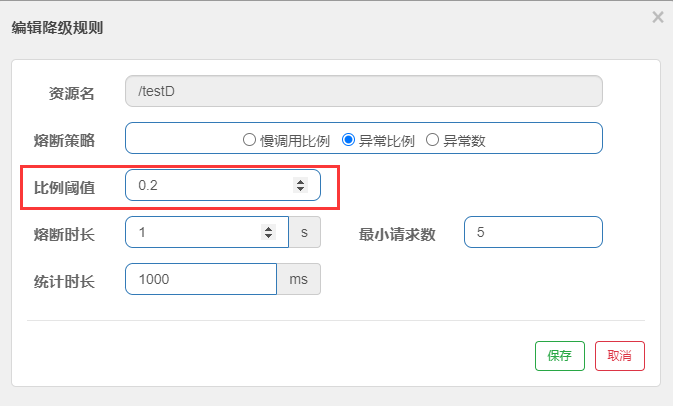 编辑降级规则 ×
资源名 /testD
熔断策略 慢调用比例 异常比例 异常数
比例阈值 0.2
熔断时长 1 s 最小请求数 5
统计时长 1000 ms
保存 取消